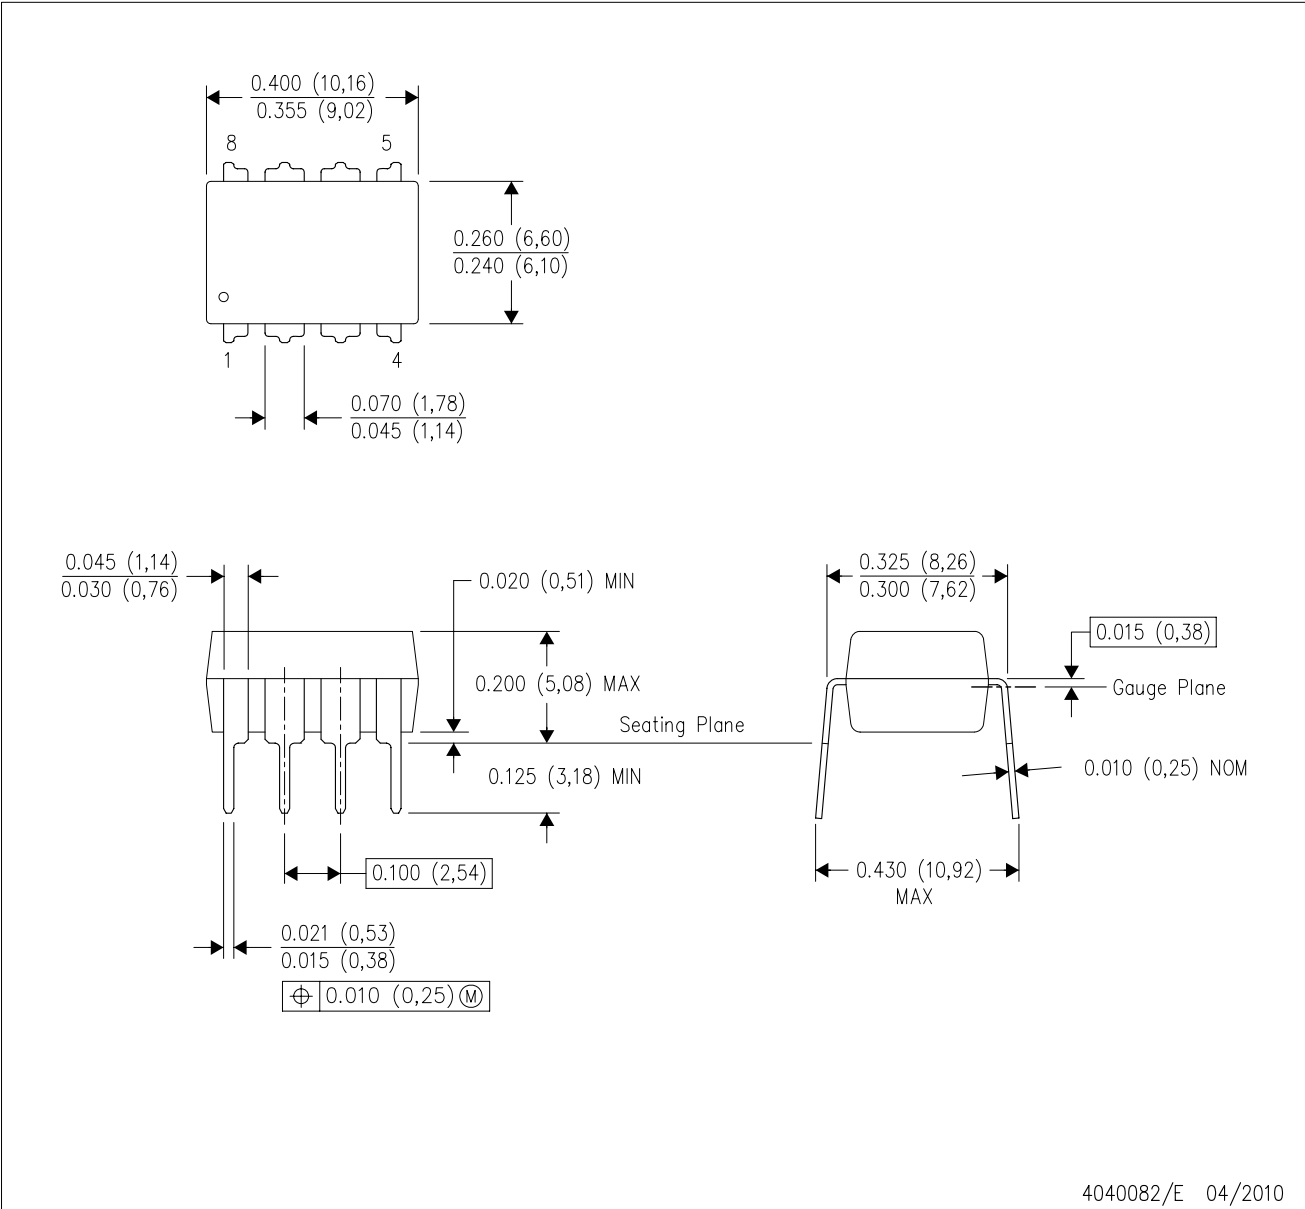 0.400 (10,16)
0.355 (9,02)
8
5
0.260 (6,60)
0.240 (6,10)
1
4
0.070 (1,78)
0.045 (1,14)
0.045 (1,14)
0.030 (0,76)
0.020 (0,51) MIN
0.325 (8,26)
0.300 (7,62)
0.015 (0,38)
0.200 (5,08) MAX
Gauge Plane
Seating Plane
0.125 (3,18) MIN
0.010 (0,25) NOM
0.100 (2,54)
0.430 (10,92)
MAX
0.021 (0,53)
0.015 (0,38)
⌖ 0.010 (0,25) Ⓜ
4040082/E 04/2010